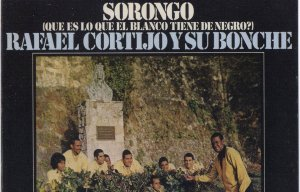 SORONGO
(QUE ES LO QUE EL BLANCO TIENE DE NEGRO?)
RAFAEL CORTIJO Y SU BONCHE